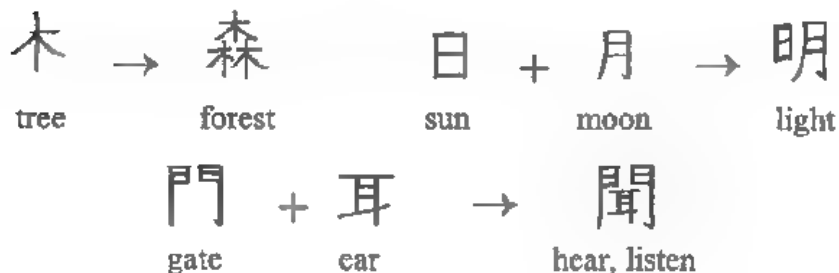 木 → 森 日 + 月 → 明
tree forest sun moon light
門 + 耳 → 聞
gate ear hear, listen